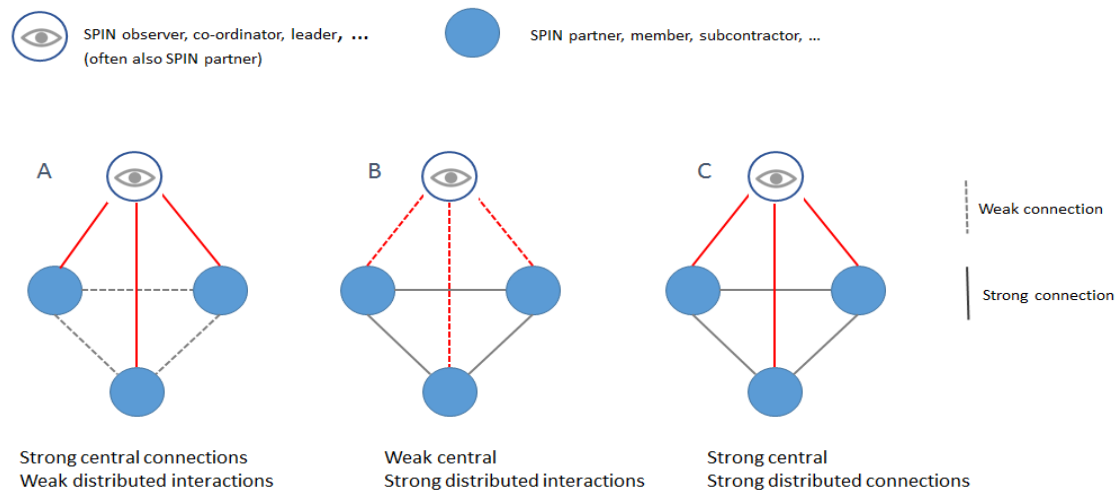 SPIN observer, co-ordinator, leader, ...
(often also SPIN partner)
SPIN partner, member, subcontractor, ...
A
B
C
Weak connection
Strong connection
Strong central connections
Weak distributed interactions
Weak central
Strong distributed interactions
Strong central
Strong distributed connections